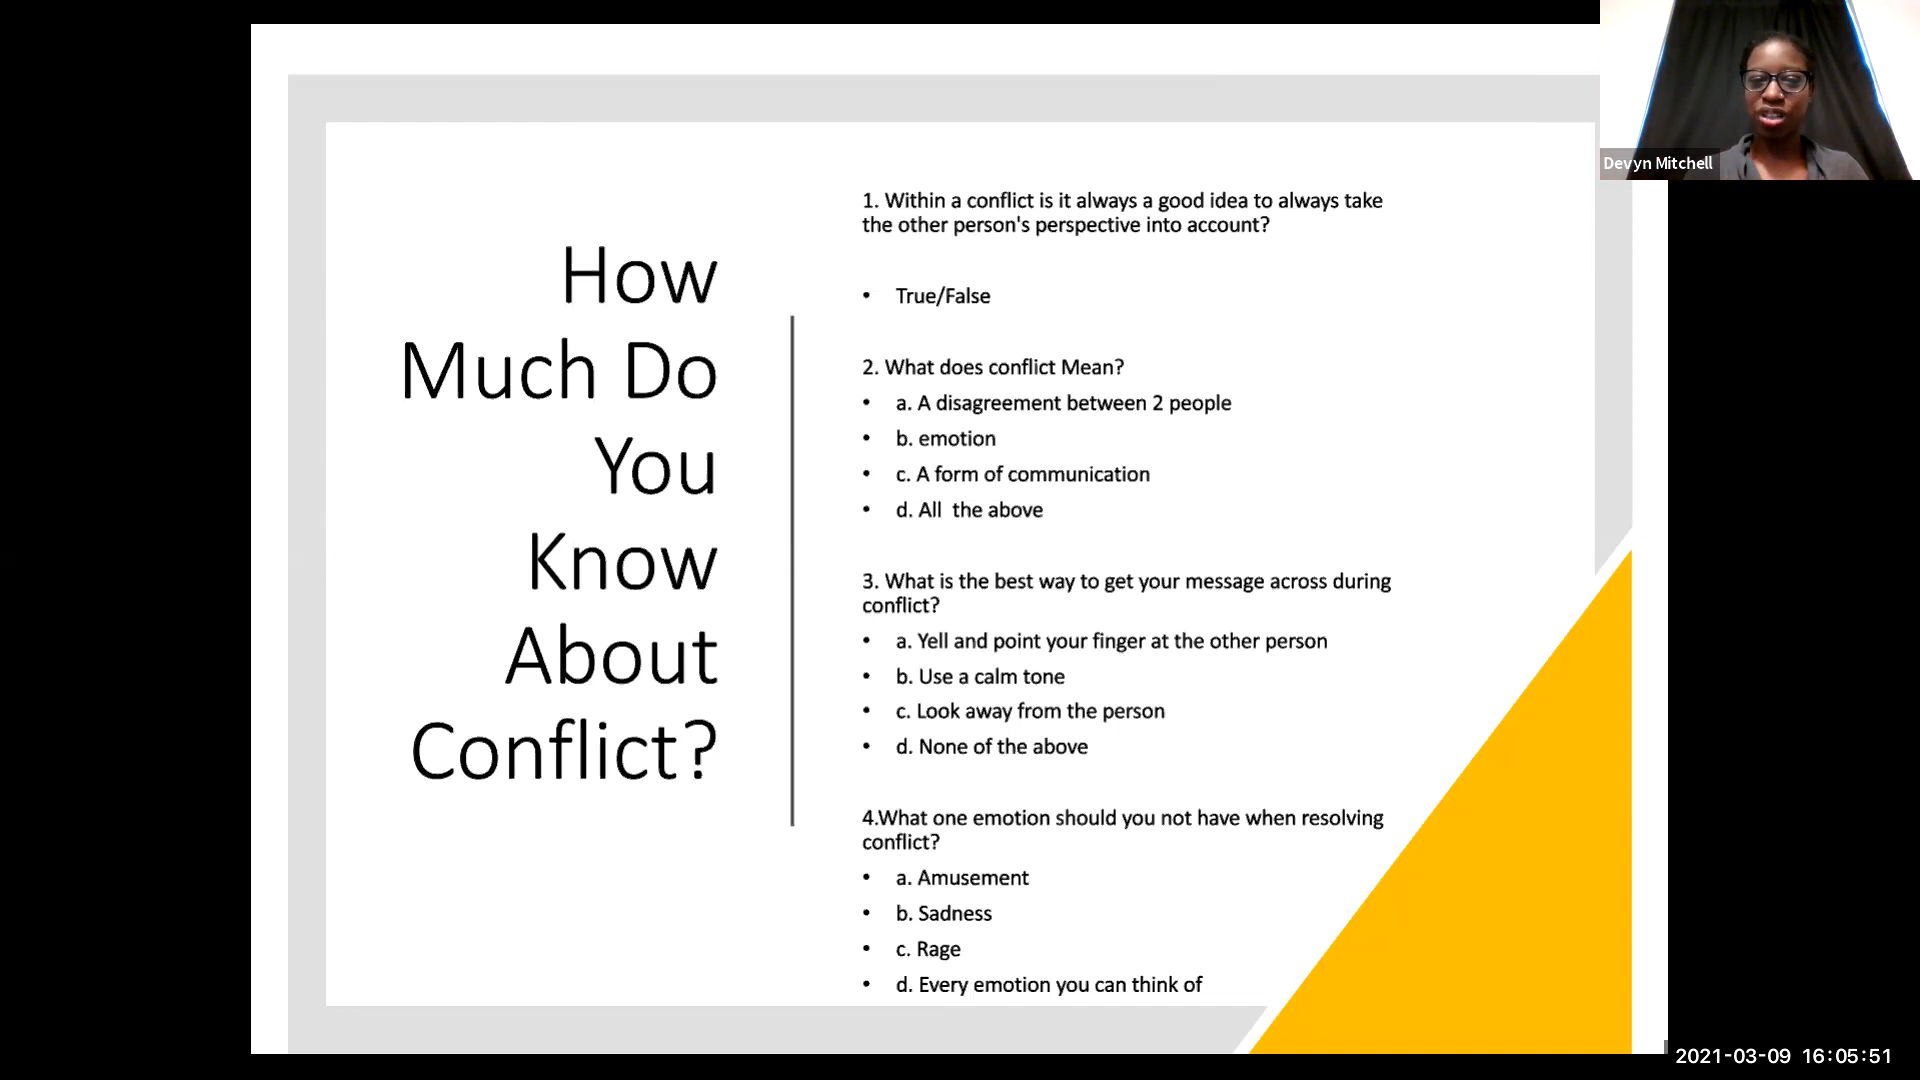 How
Much Do
You
Know
About
Conflict?
1. Within a conflict is it always a good idea to always take
the other person's perspective into account?
• True/False
2. What does conflict Mean?
• a. A disagreement between 2 people
• b. emotion
• c. A form of communication
• d. All  the above
3. What is the best way to get your message across during
conflict?
• a. Yell and point your finger at the other person
• b. Use a calm tone
• c. Look away from the person
• d. None of the above
4.What one emotion should you not have when resolving
conflict?
• a. Amusement
• b. Sadness
• c. Rage
• d. Every emotion you can think of
Devyn Mitchell
2021-03-09 16:05:51